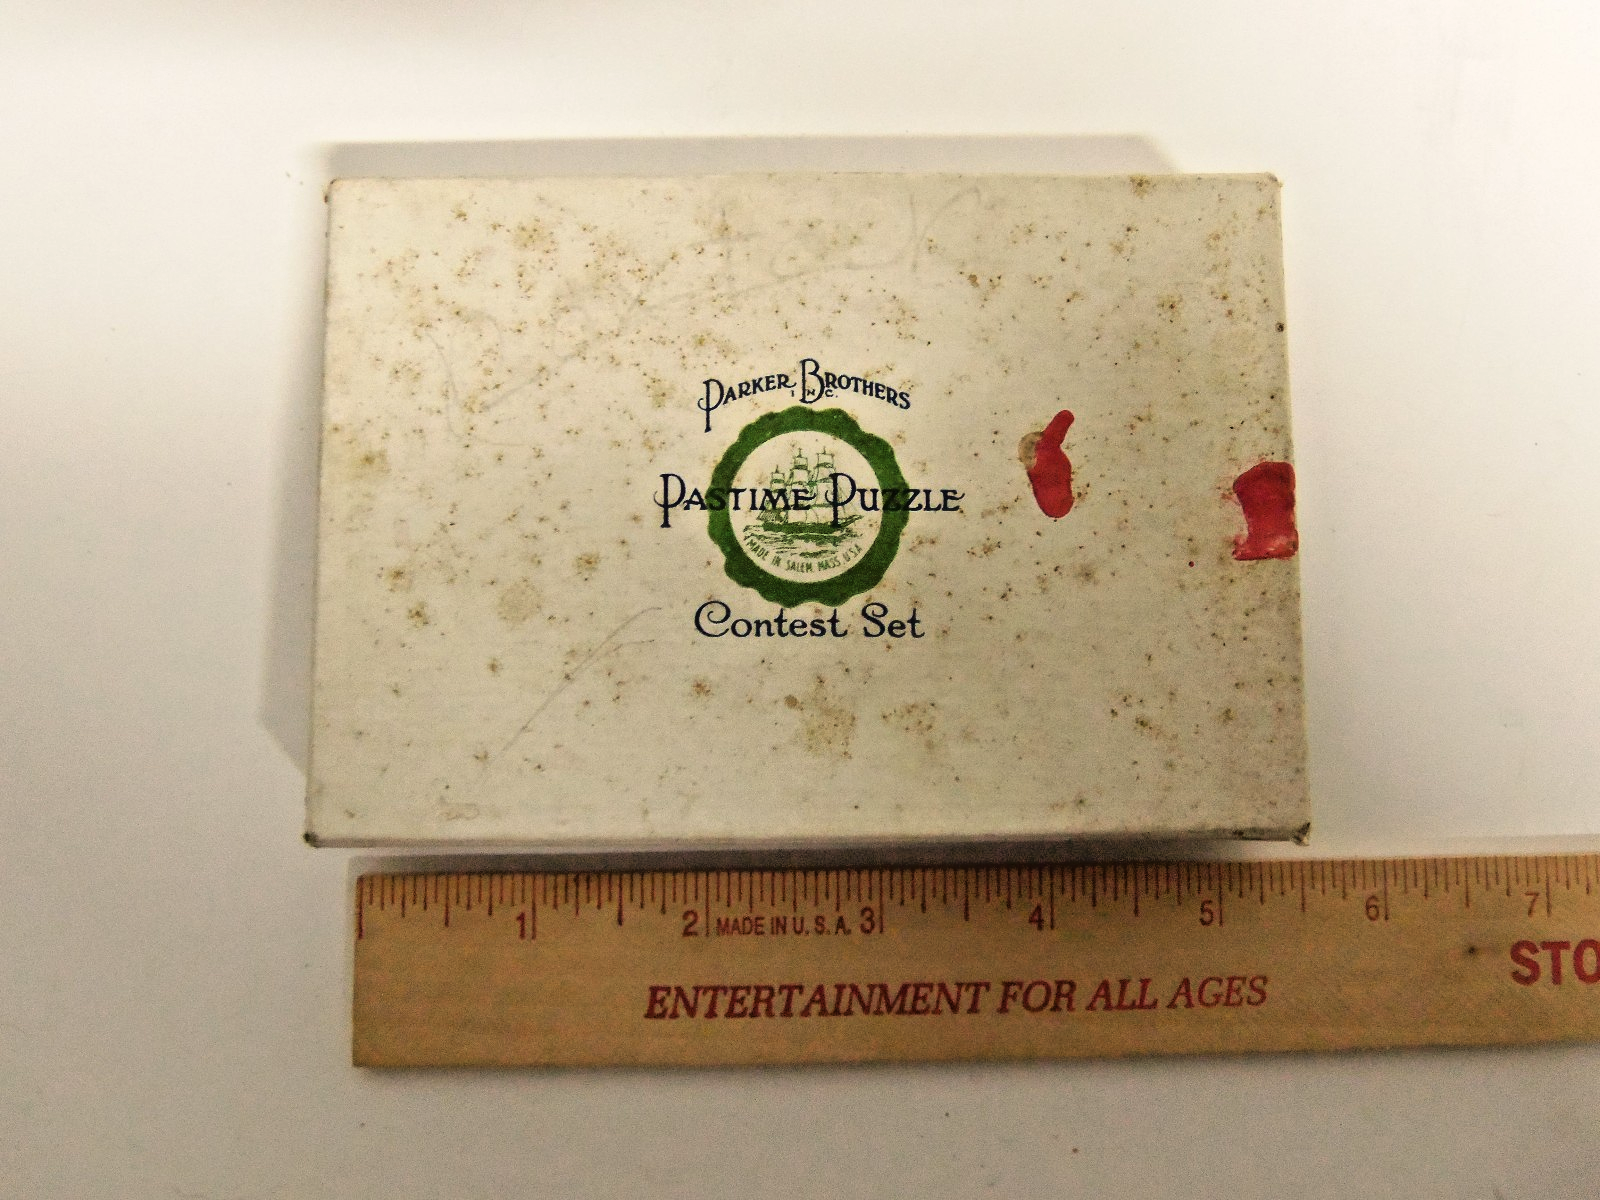 PARKER BROTHERS
INC.
PASTIME PUZZLE
MADE IN SALEM, MASS. U.S.A.
Contest Set
1 2 MADE IN U.S.A. 3 4 5 6 7
STO
ENTERTAINMENT FOR ALL AGES